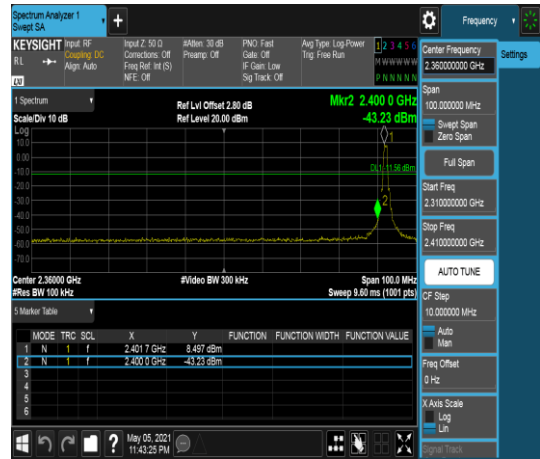 Spectrum Analyzer 1
Swept SA
+
Frequency
KEYSIGHT
Input: RF
Coupling: DC
Align: Auto
RL
LXI
Input Z: 50 Ω
Corrections: Off
Freq Ref: Int (S)
NFE: Off
#Atten: 30 dB
Preamp: Off
PNO: Fast
Gate: Off
IF Gain: Low
Sig Track: Off
Avg Type: Log-Power
Trig: Free Run
1 2 3 4 5 6
M W W W W W
P N N N N N
1 Spectrum
Scale/Div 10 dB
Ref Lvl Offset 2.80 dB
Ref Level 20.00 dBm
Mkr2 2.400 0 GHz
-43.23 dBm
Log
10.0
0.00
-10.0
-20.0
-30.0
-40.0
-50.0
-60.0
-70.0
1
DL1 -11.56 dBm
2
Center 2.36000 GHz
#Res BW 100 kHz
#Video BW 300 kHz
Span 100.0 MHz
Sweep 9.60 ms (1001 pts)
5 Marker Table
MODE TRC SCL X Y FUNCTION FUNCTION WIDTH FUNCTION VALUE
1 N 1 f 2.401 7 GHz 8.497 dBm
2 N 1 f 2.400 0 GHz -43.23 dBm
3
4
5
6
Center Frequency
2.360000000 GHz
Settings
Span
100.000000 MHz
Swept Span
Zero Span
Full Span
Start Freq
2.310000000 GHz
Stop Freq
2.410000000 GHz
AUTO TUNE
CF Step
10.000000 MHz
Auto
Man
Freq Offset
0 Hz
X Axis Scale
Log
Lin
Signal Track
?
May 05, 2021
11:43:25 PM